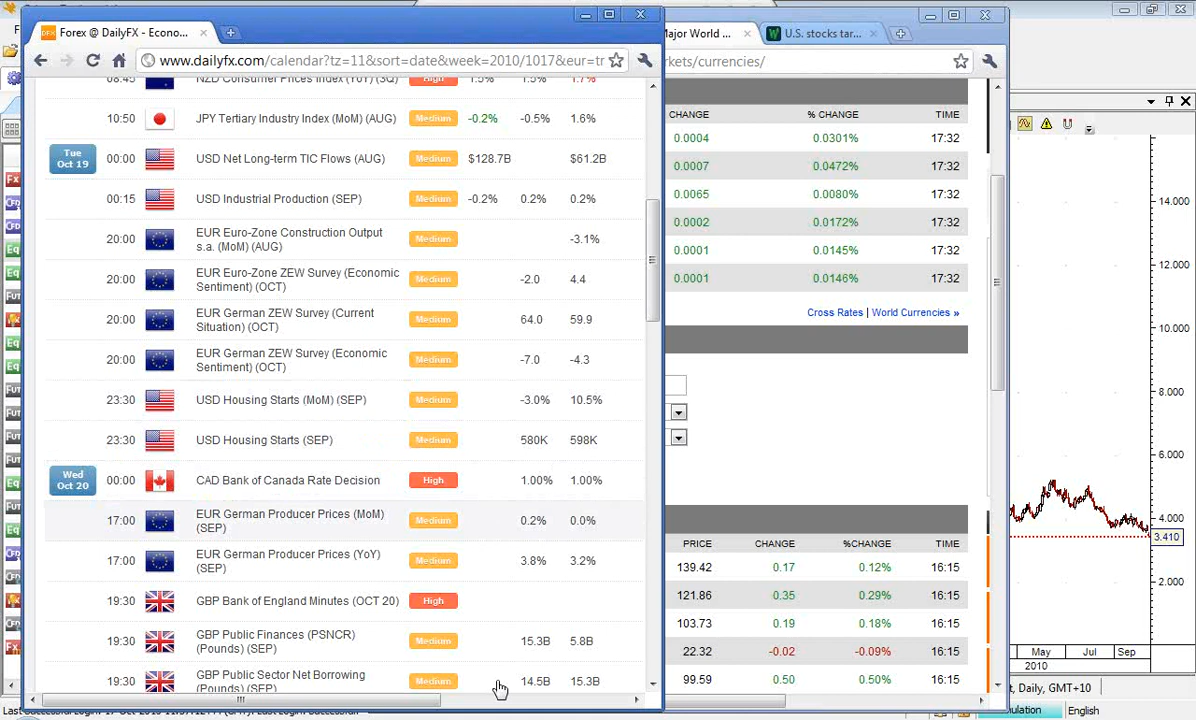 Forex @ DailyFX - Econo...
Major World ...
U.S. stocks tar...
www.dailyfx.com/calendar?tz=11&sort=date&week=2010/1017&eur=tr
rkets/currencies/
08:45 NZD Consumer Prices Index (YoY) (3Q) High 1.5% 1.5% 1.7%
10:50 JPY Tertiary Industry Index (MoM) (AUG) Medium -0.2% -0.5% 1.6%
Tue
Oct 19
00:00 USD Net Long-term TIC Flows (AUG) Medium $128.7B $61.2B
00:15 USD Industrial Production (SEP) Medium -0.2% 0.2% 0.2%
20:00 EUR Euro-Zone Construction Output
s.a. (MoM) (AUG) Medium -3.1%
20:00 EUR Euro-Zone ZEW Survey (Economic
Sentiment) (OCT) Medium -2.0 4.4
20:00 EUR German ZEW Survey (Current
Situation) (OCT) Medium 64.0 59.9
20:00 EUR German ZEW Survey (Economic
Sentiment) (OCT) Medium -7.0 -4.3
23:30 USD Housing Starts (MoM) (SEP) Medium -3.0% 10.5%
23:30 USD Housing Starts (SEP) Medium 580K 598K
Wed
Oct 20
00:00 CAD Bank of Canada Rate Decision High 1.00% 1.00%
17:00 EUR German Producer Prices (MoM)
(SEP) Medium 0.2% 0.0%
17:00 EUR German Producer Prices (YoY)
(SEP) Medium 3.8% 3.2%
19:30 GBP Bank of England Minutes (OCT 20) High
19:30 GBP Public Finances (PSNCR)
(Pounds) (SEP) Medium 15.3B 5.8B
GBP Public Sector Net Borrowing
19:30 (Pounds) (SEP) Medium 14.5B 15.3B
CHANGE % CHANGE TIME
0.0004 0.0301% 17:32
0.0007 0.0472% 17:32
0.0065 0.0080% 17:32
0.0002 0.0172% 17:32
0.0001 0.0145% 17:32
0.0001 0.0146% 17:32
Cross Rates | World Currencies »
PRICE CHANGE %CHANGE TIME
139.42 0.17 0.12% 16:15
121.86 0.35 0.29% 16:15
103.73 0.19 0.18% 16:15
22.32 -0.02 -0.09% 16:15
99.59 0.50 0.50% 16:15
14.000
12.000
10.000
8.000
6.000
4.000
3.410
2.000
May Jul Sep
2010
t, Daily, GMT+10
ulation English